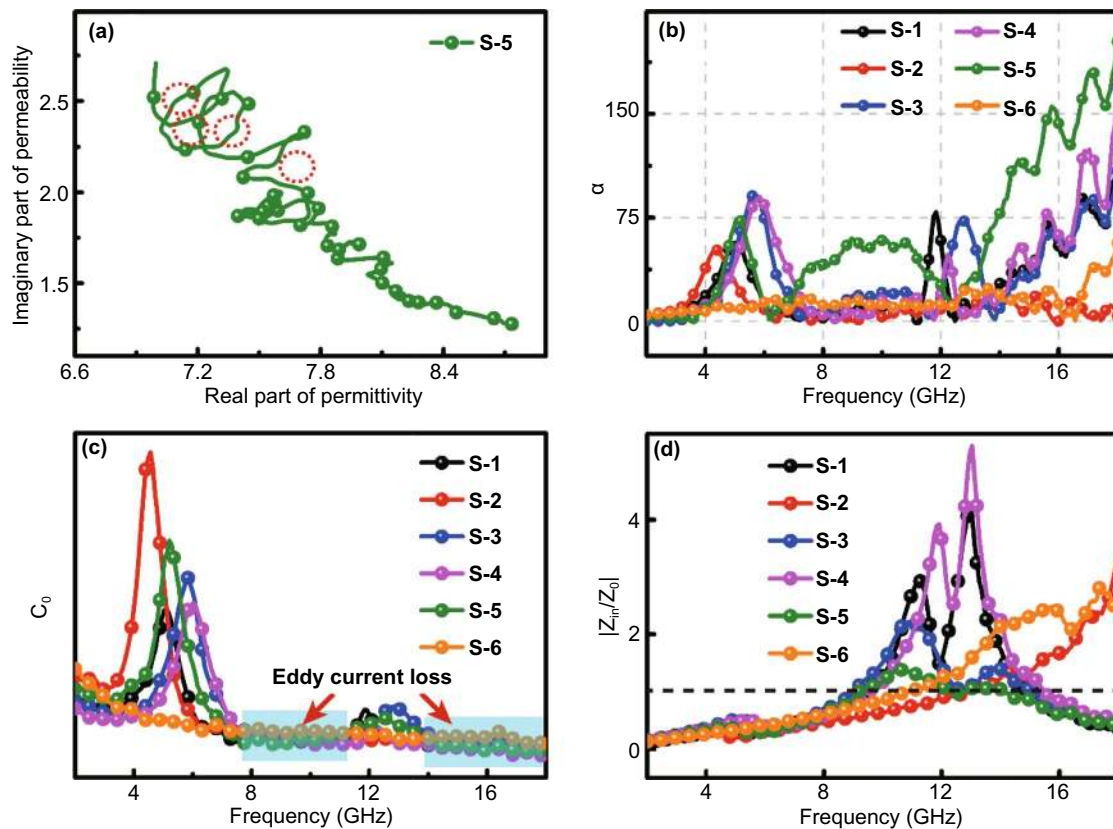 (a)
S-5
Imaginary part of permeability
2.5
2.0
1.5
6.6 7.2 7.8 8.4
Real part of permittivity
(b)
S-1 S-4
S-2 S-5
S-3 S-6
α
150
75
0
4 8 12 16
Frequency (GHz)
(c)
S-1
S-2
S-3
S-4
S-5
S-6
C0
Eddy current loss
4 8 12 16
Frequency (GHz)
(d)
S-1
S-2
S-3
S-4
S-5
S-6
|Zin/Z0|
4
2
0
4 8 12 16
Frequency (GHz)